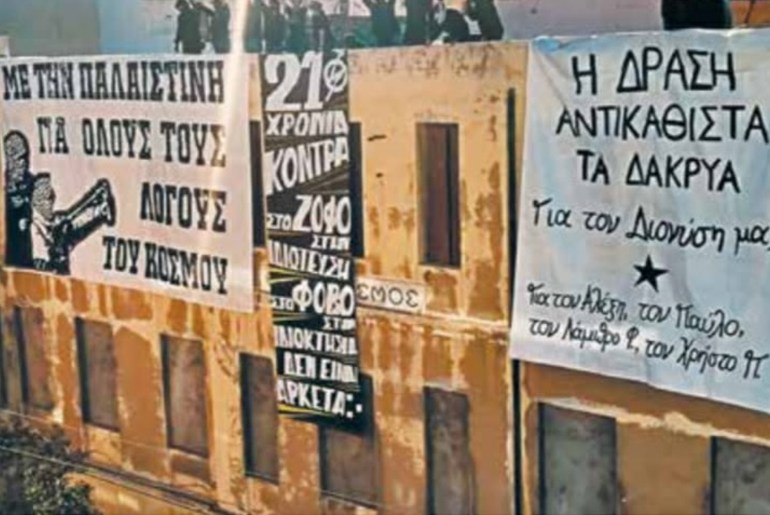 ΜΕ ΤΗΝ ΠΑΛΑΙΣΤΙΝΗ
ΓΙΑ ΟΛΟΥΣ ΤΟΥΣ
ΛΟΓΟΥΣ
ΤΟΥ ΚΟΣΜΟΥ
21
ΧΡΟΝΙΑ
ΚΟΝΤΡΑ
ΣΤΟ ΖΟΦΟ
ΣΤΗΝ
ΙΔΙΩΤΕΥΣΗ
ΣΤΟ ΦΟΒΟ
ΣΤΗΝ
ΙΔΙΟΚΤΗΣΙΑ
ΔΕΝ ΕΙΝΑΙ
ΑΡΚΕΤΑ:.
ΣΜΟΣ
Η ΔΡΑΣΗ
ΑΝΤΙΚΑΘΙΣΤΑ
ΤΑ ΔΑΚΡΥΑ
Για τον Διονύση μας
Για τον Αλέξη, τον Παύλο,
τον Λάμπρο Φ, τον Χρήστο Π